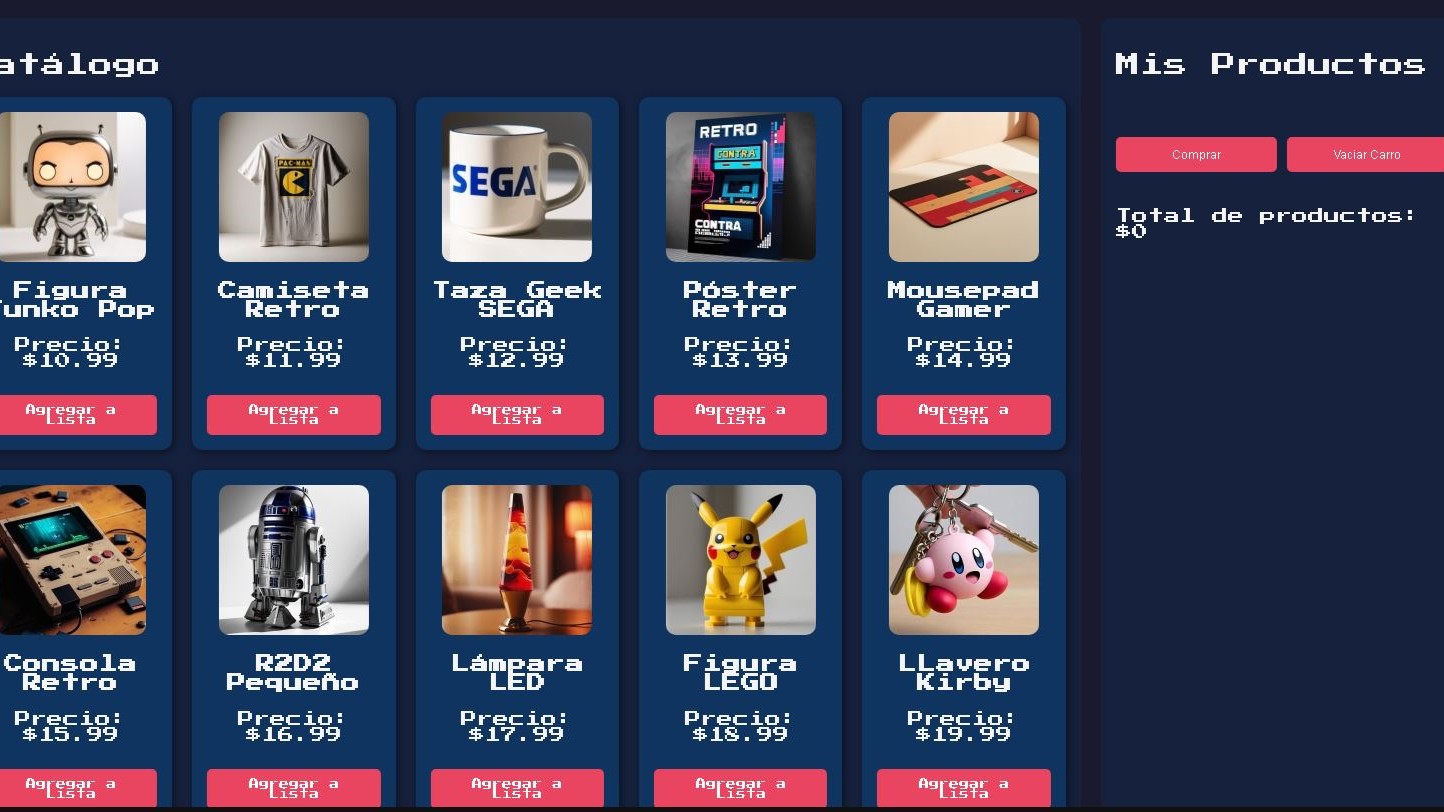 atálogo
Mis Productos
Comprar
Vaciar Carro
Total de productos:
$0
PAC-MAN
SEGA
RETRO
CONTRA
CONTRA
Figura
Funko Pop
Camiseta
Retro
Taza Geek
SEGA
Póster
Retro
Mousepad
Gamer
Precio:
$10.99
Precio:
$11.99
Precio:
$12.99
Precio:
$13.99
Precio:
$14.99
Agregar a
Lista
Agregar a
Lista
Agregar a
Lista
Agregar a
Lista
Agregar a
Lista
Consola
Retro
R2D2
Pequeño
Lámpara
LED
Figura
LEGO
LLavero
Kirby
Precio:
$15.99
Precio:
$16.99
Precio:
$17.99
Precio:
$18.99
Precio:
$19.99
Agregar a
Lista
Agregar a
Lista
Agregar a
Lista
Agregar a
Lista
Agregar a
Lista